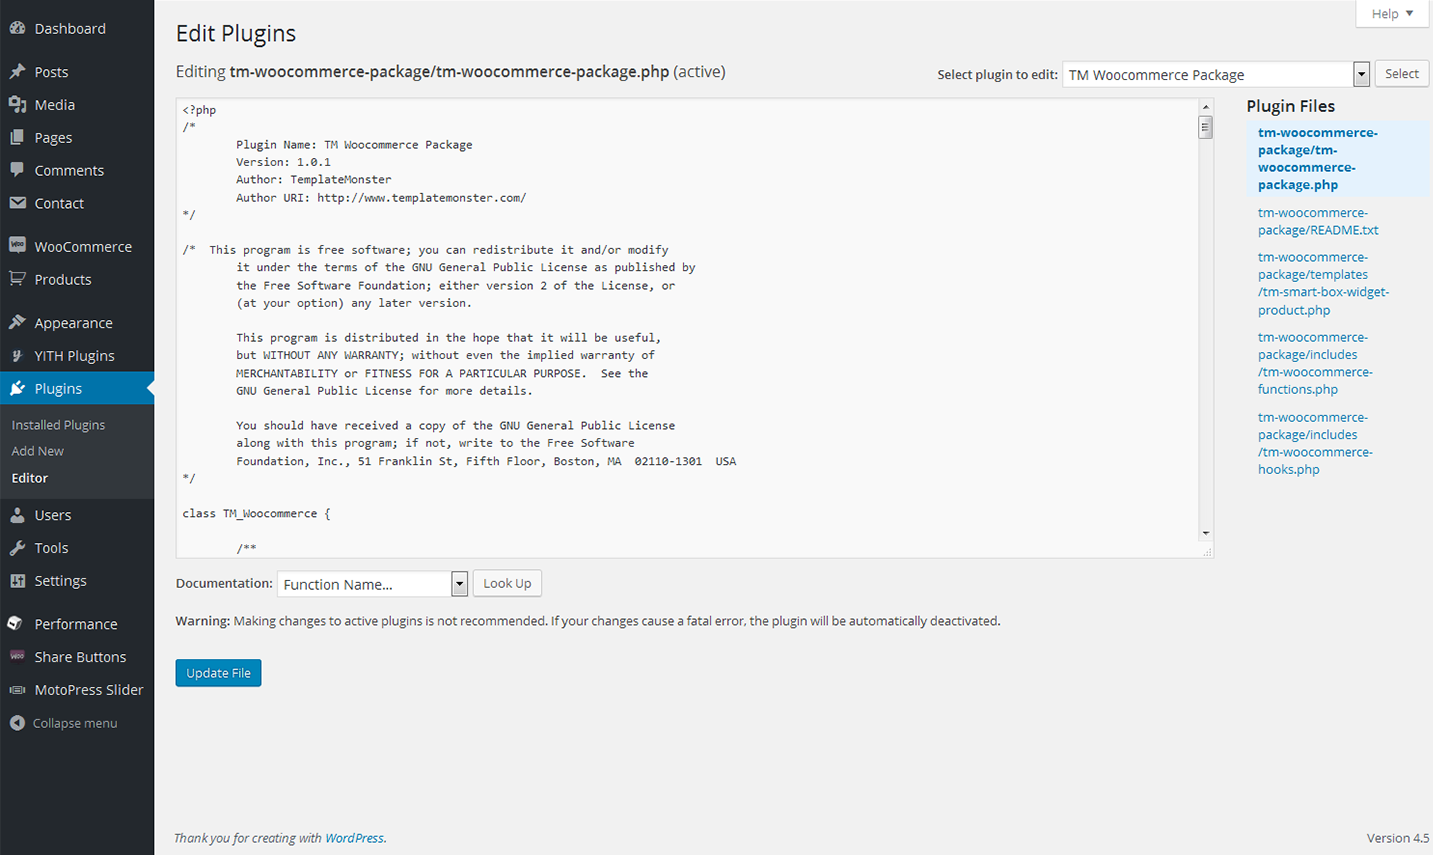 Dashboard
Posts
Media
Pages
Comments
Contact
WooCommerce
Products
Appearance
YITH Plugins
Plugins
Installed Plugins
Add New
Editor
Users
Tools
Settings
Performance
Share Buttons
MotoPress Slider
Collapse menu
Help
Edit Plugins
Editing tm-woocommerce-package/tm-woocommerce-package.php (active)
Select plugin to edit: TM Woocommerce Package Select
<?php
/*
Plugin Name: TM Woocommerce Package
Version: 1.0.1
Author: TemplateMonster
Author URI: http://www.templatemonster.com/
*/
/* This program is free software; you can redistribute it and/or modify
it under the terms of the GNU General Public License as published by
the Free Software Foundation; either version 2 of the License, or
(at your option) any later version.
This program is distributed in the hope that it will be useful,
but WITHOUT ANY WARRANTY; without even the implied warranty of
MERCHANTABILITY or FITNESS FOR A PARTICULAR PURPOSE.  See the
GNU General Public License for more details.
You should have received a copy of the GNU General Public License
along with this program; if not, write to the Free Software
Foundation, Inc., 51 Franklin St, Fifth Floor, Boston, MA  02110-1301  USA
*/
class TM_Woocommerce {
/**
Plugin Files
tm-woocommerce-
package/tm-
woocommerce-
package.php
tm-woocommerce-
package/README.txt
tm-woocommerce-
package/templates
/tm-smart-box-widget-
product.php
tm-woocommerce-
package/includes
/tm-woocommerce-
functions.php
tm-woocommerce-
package/includes
/tm-woocommerce-
hooks.php
Documentation: Function Name... Look Up
Warning: Making changes to active plugins is not recommended. If your changes cause a fatal error, the plugin will be automatically deactivated.
Update File
Thank you for creating with WordPress.
Version 4.5